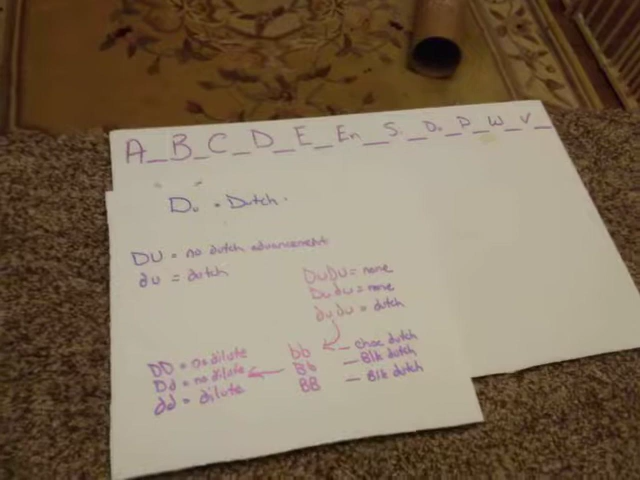 A_B_C_D_E_En_S_Du_P_W_V_
Du = Dutch.
DU = no dutch advancement
du = dutch
DuDu = none
Dudu = none
dudu = dutch
bb – choc dutch
Bb – Blk dutch
BB – Blk dutch
DD = no dilute
Dd = no dilute
dd = dilute